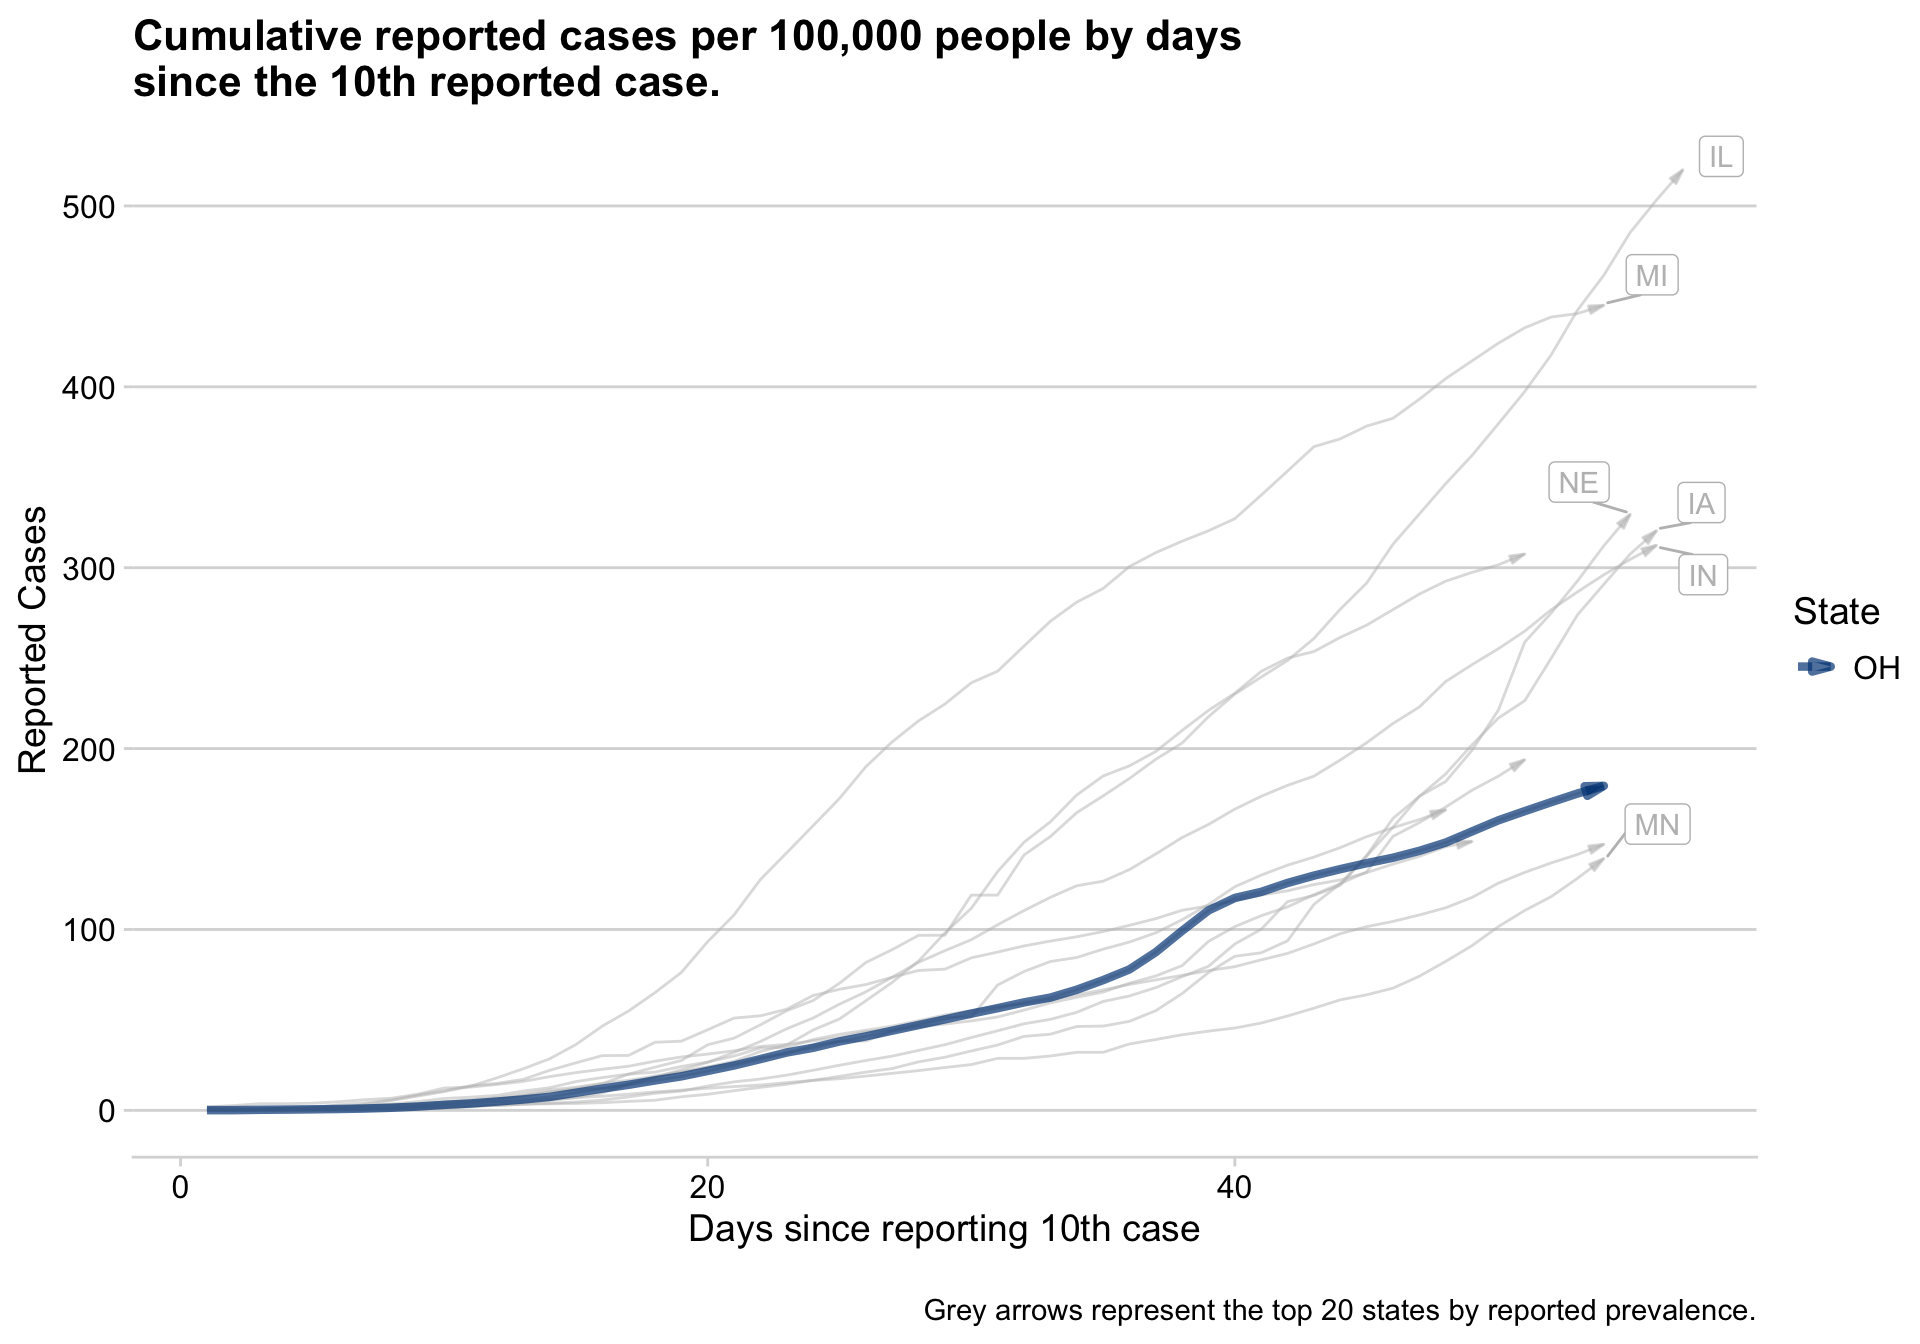 Cumulative reported cases per 100,000 people by days
since the 10th reported case.
IL
500
MI
400
NE
IA
300
IN
Reported Cases
State
OH
200
MN
100
0
0 20 40
Days since reporting 10th case
Grey arrows represent the top 20 states by reported prevalence.